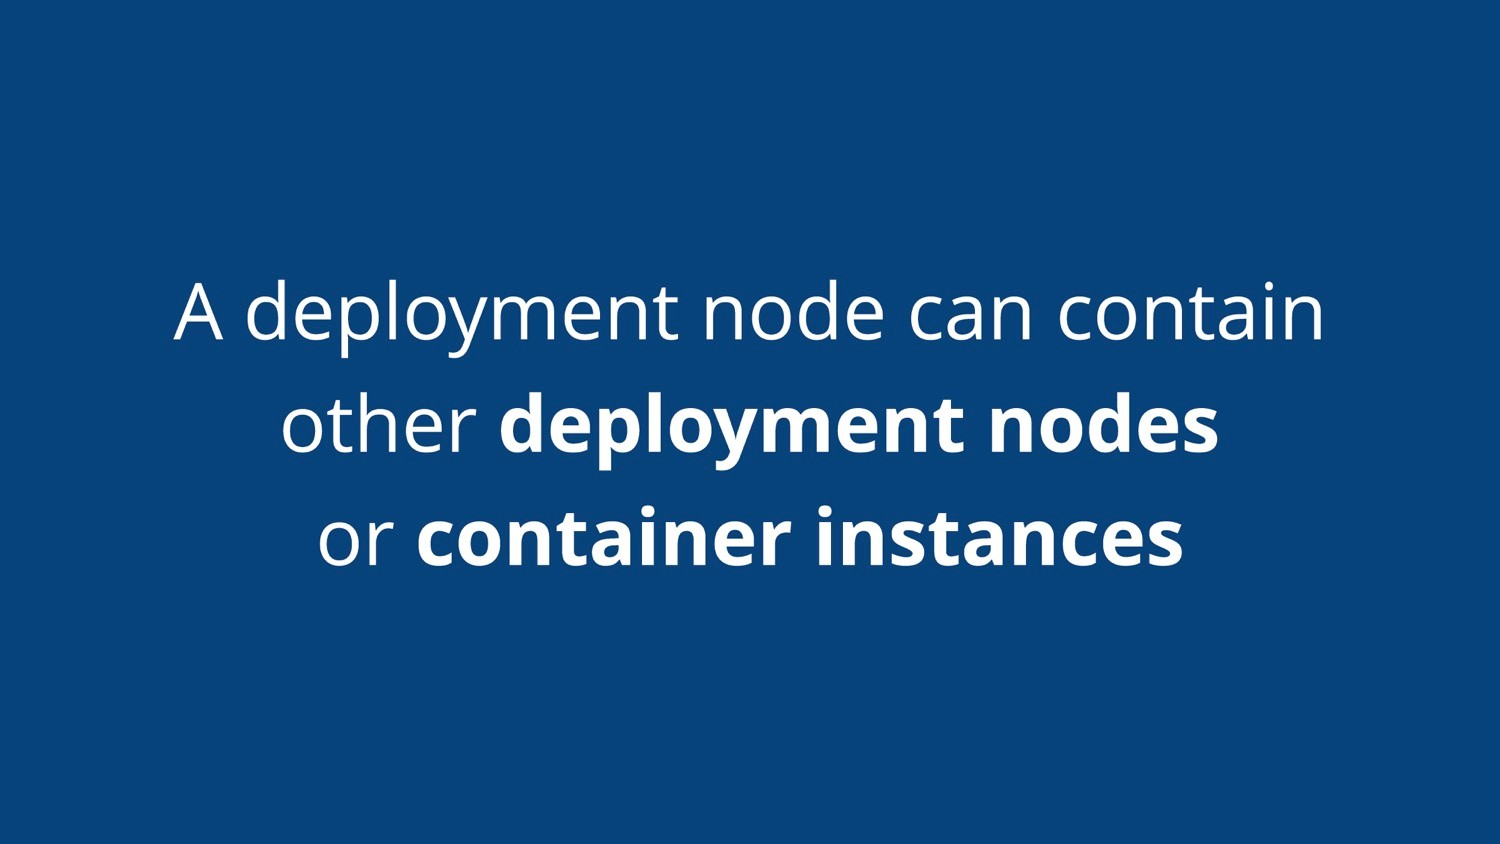 A deployment node can contain
other deployment nodes
or container instances